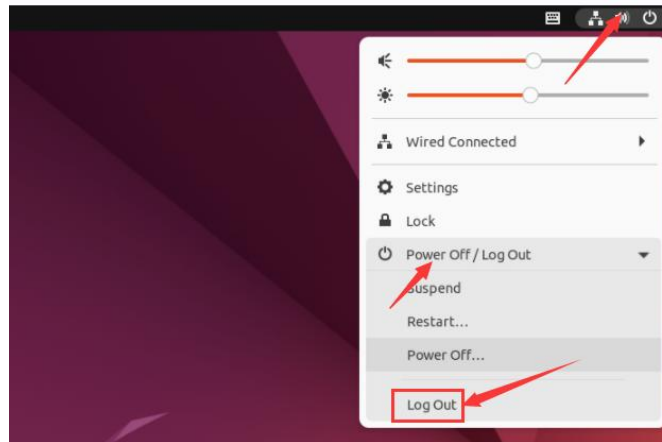 Wired Connected
Settings
Lock
Power Off / Log Out
Suspend
Restart...
Power Off...
Log Out